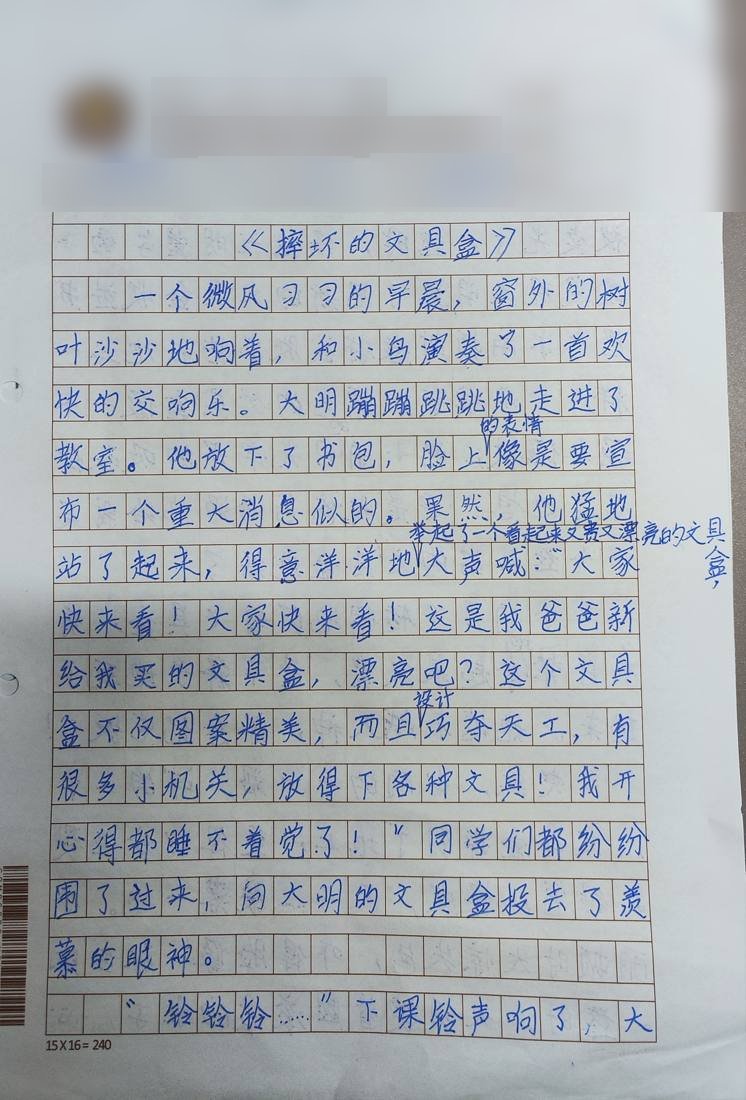 《摔坏的文具盒》
一个微风习习的早晨，窗外的树
叶沙沙地响着，和小鸟演奏了一首欢
快的交响乐。大明蹦蹦跳跳地走进了
教室。他放下了书包，脸上的表情像是要宣
布一个重大消息似的。果然，他猛地
站了起来，得意洋洋地举起了一个看起来又贵又漂亮的文具盒，大声喊：“大家
快来看！大家快来看！这是我爸爸新
给我买的文具盒，漂亮吧？这个文具
盒不仅图案精美，而且设计巧夺天工，有
很多小机关，放得下各种文具！我开
心得都睡不着觉了！”同学们都纷纷
围了过来，向大明的文具盒投去了羡
慕的眼神。
“铃铃铃……”下课铃声响了，大
15X16=240